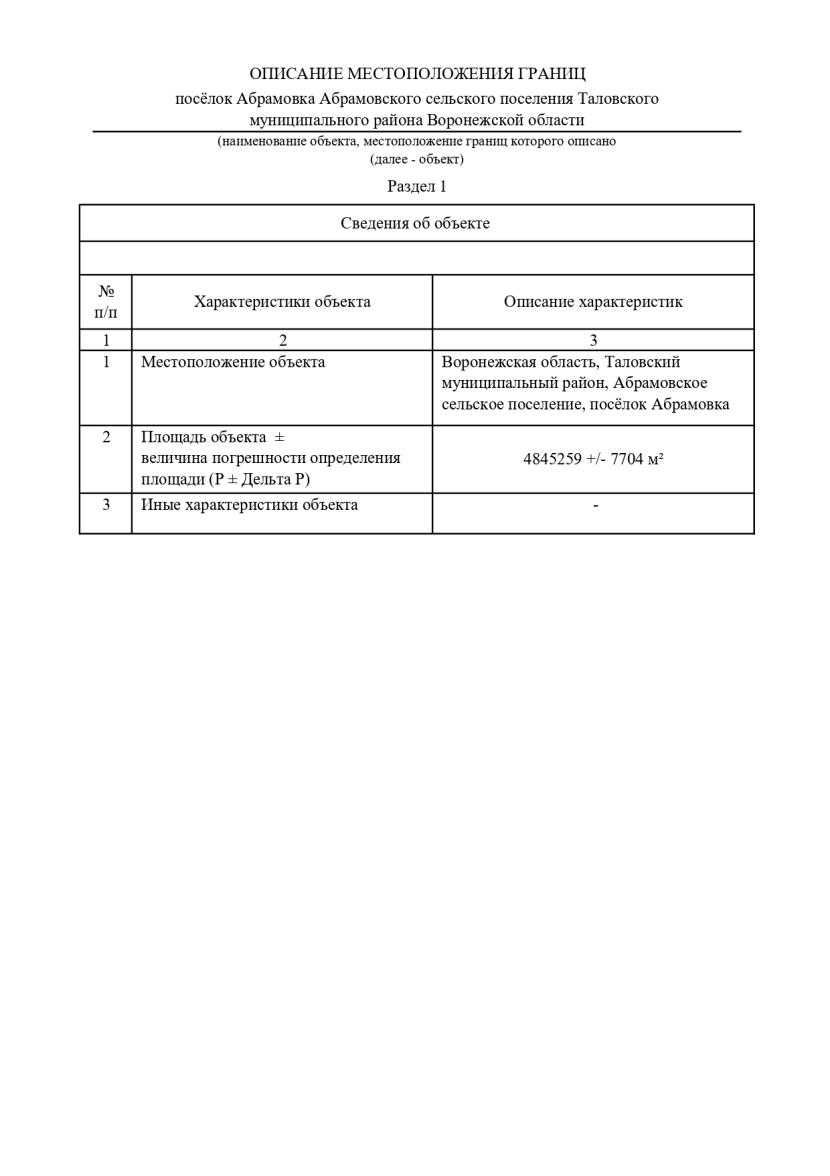 ОПИСАНИЕ МЕСТОПОЛОЖЕНИЯ ГРАНИЦ
посёлок Абрамовка Абрамовского сельского поселения Таловского
муниципального района Воронежской области
(наименование объекта, местоположение границ которого описано
(далее - объект)
Раздел 1
Сведения об объекте
№
п/п
Характеристики объекта
Описание характеристик
1
2
3
1
Местоположение объекта
Воронежская область, Таловский
муниципальный район, Абрамовское
сельское поселение, посёлок Абрамовка
2
Площадь объекта ±
величина погрешности определения
площади (P ± Дельта P)
4845259 +/- 7704 м²
3
Иные характеристики объекта
-